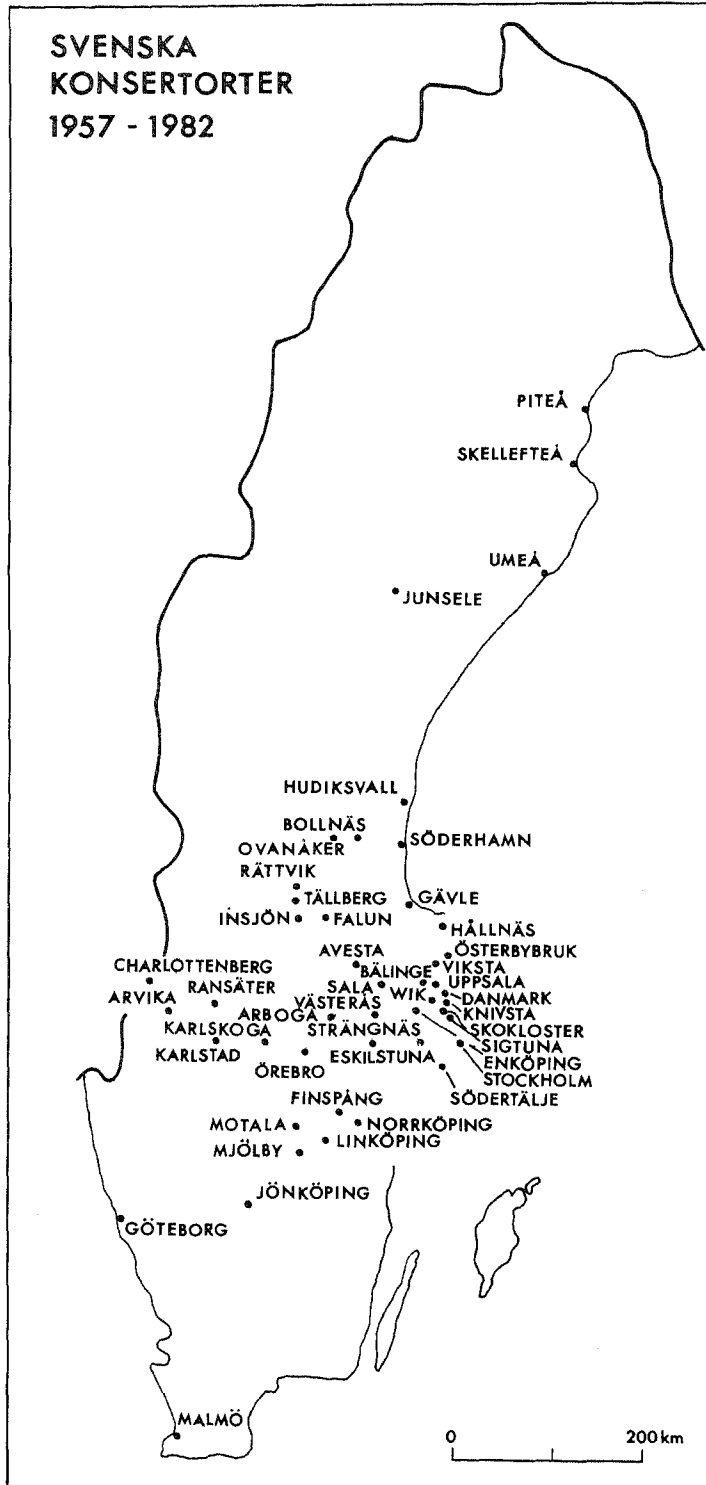 SVENSKA
KONSERTORTER
1957 - 1982
PITEÅ
SKELLEFTEÅ
UMEÅ
JUNSELE
HUDIKSVALL
BOLLNÄS
OVANÅKER
SÖDERHAMN
RÄTTVIK
TÄLLBERG
GÄVLE
INSJÖN
FALUN
HÅLLNÄS
AVESTA
ÖSTERBYBRUK
CHARLOTTENBERG
BÄLINGE
VIKSTA
RANSÄTER
SALA
UPPSALA
ARVIKA
VÄSTERÅS
WIK
DANMARK
ARBOGA
KNIVSTA
KARLSKOGA
STRÄNGNÄS
SKOKLOSTER
KARLSTAD
ESKILSTUNA
SIGTUNA
ÖREBRO
ENKÖPING
STOCKHOLM
SÖDERTÄLJE
FINSPÅNG
MOTALA
NORRKÖPING
LINKÖPING
MJÖLBY
JÖNKÖPING
GÖTEBORG
MALMÖ
0 200 km